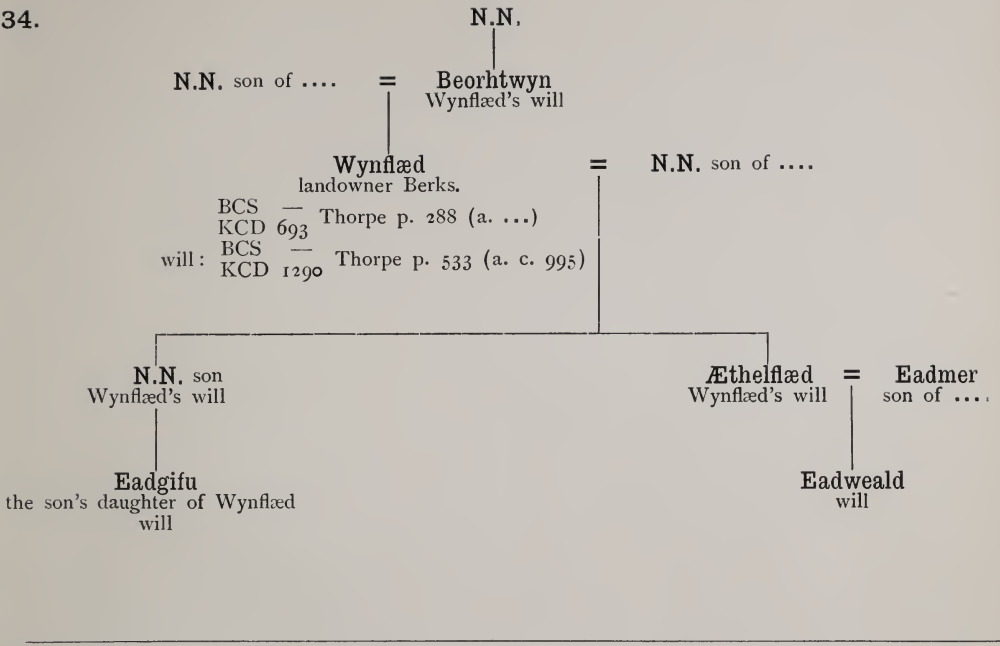 34.
N.N.
N.N. son of .... = Beorhtwyn
Wynflæd's will
Wynflæd = N.N. son of ....
landowner Berks.
BCS —
KCD 693 Thorpe p. 288 (a. ...)
will: BCS —
KCD 1290 Thorpe p. 533 (a. c. 995)
N.N. son
Wynflæd's will
Æthelflæd = Eadmer
Wynflæd's will son of ....
Eadgifu
the son's daughter of Wynflæd
will
Eadweald
will